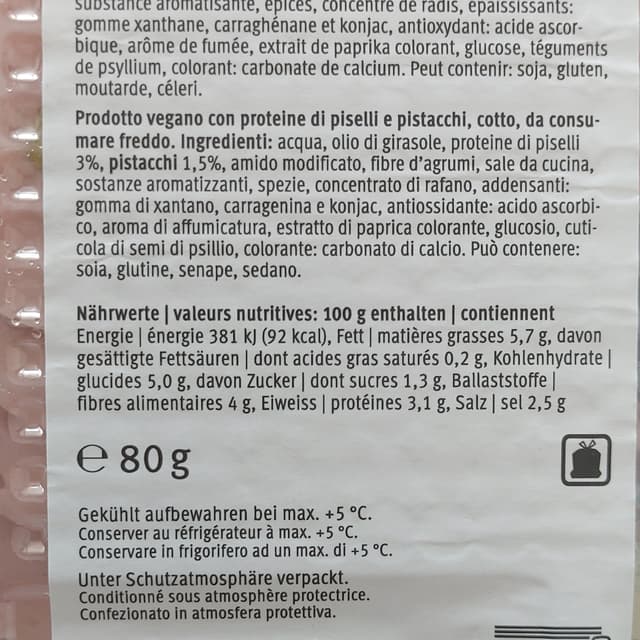 substance aromatisante, épices, concentré de radis, épaississants:
gomme xanthane, carraghénane et konjac, antioxydant: acide ascor-
bique, arôme de fumée, extrait de paprika colorant, glucose, téguments
de psyllium, colorant: carbonate de calcium. Peut contenir: soja, gluten,
moutarde, céleri.
Prodotto vegano con proteine di piselli e pistacchi, cotto, da consu-
mare freddo. Ingredienti: acqua, olio di girasole, proteine di piselli
3%, pistacchi 1,5%, amido modificato, fibre d'agrumi, sale da cucina,
sostanze aromatizzanti, spezie, concentrato di rafano, addensanti:
gomma di xantano, carragenina e konjac, antiossidante: acido ascorbi-
co, aroma di affumicatura, estratto di paprica colorante, glucosio, cuti-
cola di semi di psillio, colorante: carbonato di calcio. Può contenere:
soia, glutine, senape, sedano.
Nährwerte | valeurs nutritives: 100 g enthalten | contiennent
Energie | énergie 381 kJ (92 kcal), Fett | matières grasses 5,7 g, davon
gesättigte Fettsäuren | dont acides gras saturés 0,2 g, Kohlenhydrate |
glucides 5,0 g, davon Zucker | dont sucres 1,3 g, Ballaststoffe |
fibres alimentaires 4 g, Eiweiss | protéines 3,1 g, Salz | sel 2,5 g
℮ 80 g
Gekühlt aufbewahren bei max. +5 °C.
Conserver au réfrigérateur à max. +5 °C.
Conservare in frigorifero ad un max. di +5 °C.
Unter Schutzatmosphäre verpackt.
Conditionné sous atmosphère protectrice.
Confezionato in atmosfera protettiva.